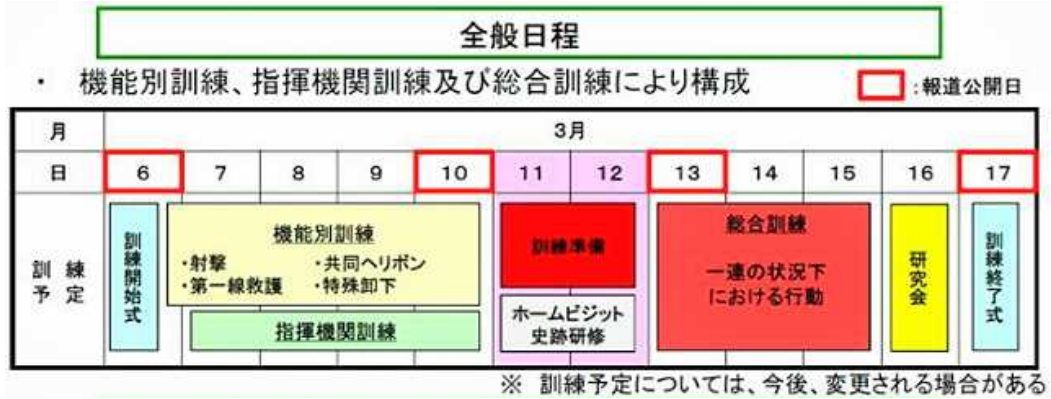 全般日程
・ 機能別訓練、指揮機関訓練及び総合訓練により構成
:報道公開日
月 3月
日 6 7 8 9 10 11 12 13 14 15 16 17
訓練
予定
訓練開始式
機能別訓練
・射撃 ・共同ヘリボン
・第一線救護 ・特殊卸下
指揮機関訓練
訓練準備
ホームビジット
史跡研修
総合訓練
一連の状況下
における行動
研究会
訓練終了式
※ 訓練予定については、今後、変更される場合がある